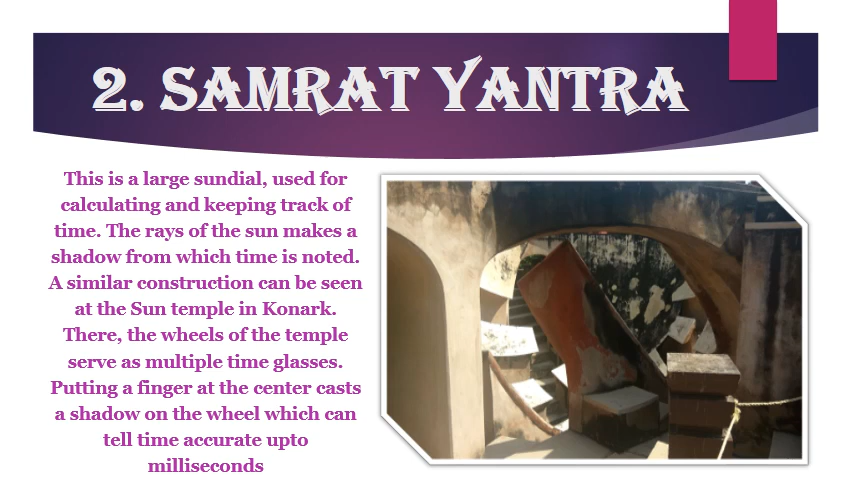 2. SAMRAT YANTRA
This is a large sundial, used for
calculating and keeping track of
time. The rays of the sun makes a
shadow from which time is noted.
A similar construction can be seen
at the Sun temple in Konark.
There, the wheels of the temple
serve as multiple time glasses.
Putting a finger at the center casts
a shadow on the wheel which can
tell time accurate upto
milliseconds